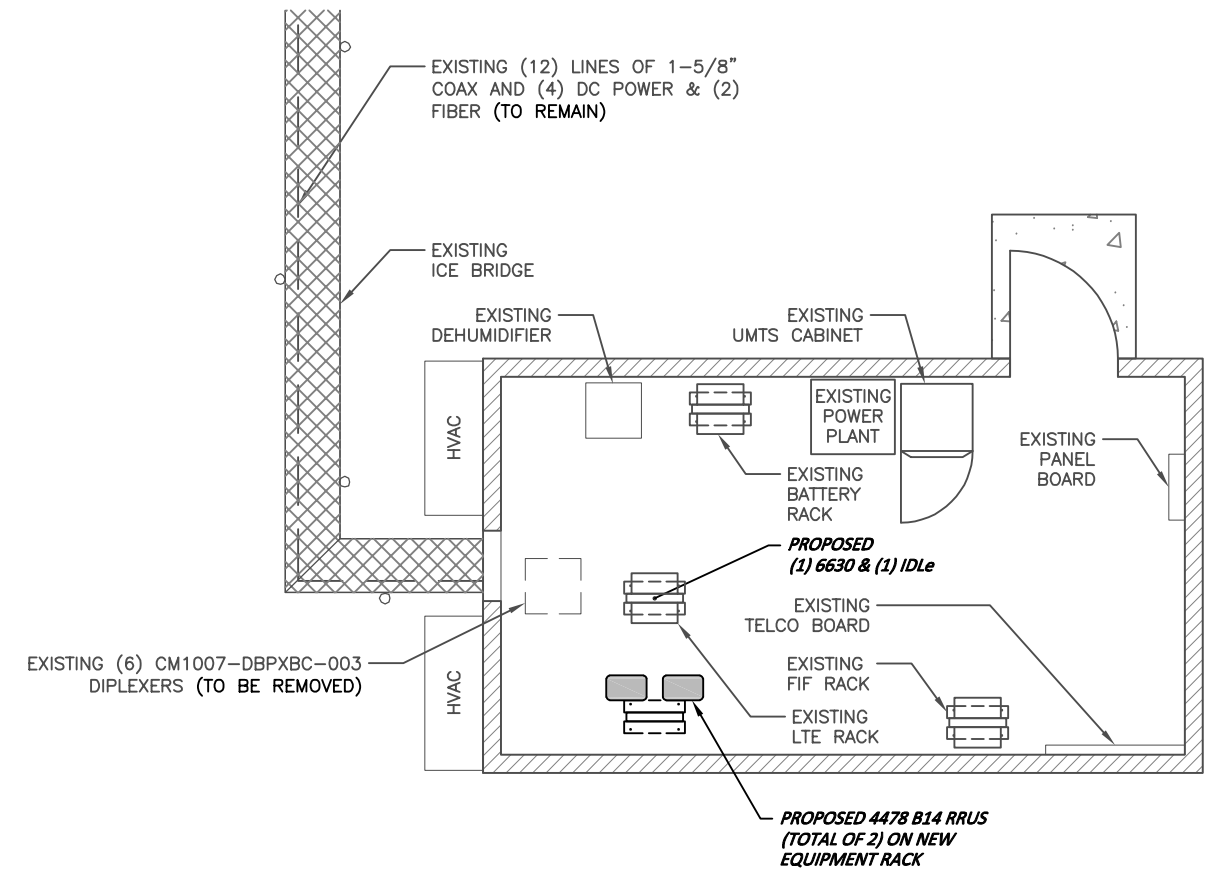 EXISTING (12) LINES OF 1-5/8"
COAX AND (4) DC POWER & (2)
FIBER (TO REMAIN)
EXISTING
ICE BRIDGE
EXISTING
DEHUMIDIFIER
EXISTING
UMTS CABINET
HVAC
EXISTING
POWER
PLANT
EXISTING
PANEL
BOARD
EXISTING
BATTERY
RACK
PROPOSED
(1) 6630 & (1) IDLe
EXISTING
TELCO BOARD
EXISTING (6) CM1007-DBPXBC-003
DIPLEXERS (TO BE REMOVED)
HVAC
EXISTING
FIF RACK
EXISTING
LTE RACK
PROPOSED 4478 B14 RRUS
(TOTAL OF 2) ON NEW
EQUIPMENT RACK